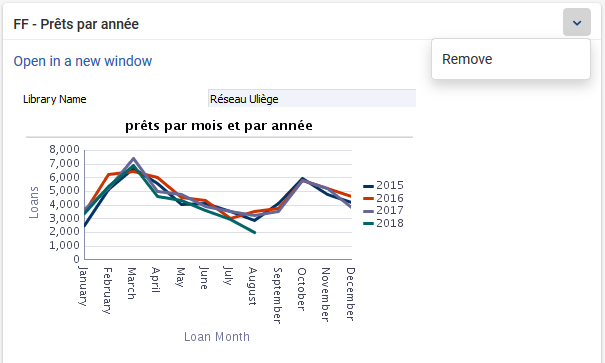 FF - Prêts par année
Remove
Open in a new window
Library Name Réseau Uliège
prêts par mois et par année
8,000
7,000
6,000
5,000
4,000
3,000
2,000
1,000
0
Loans
2015
2016
2017
2018
January
February
March
April
May
June
July
August
September
October
November
December
Loan Month